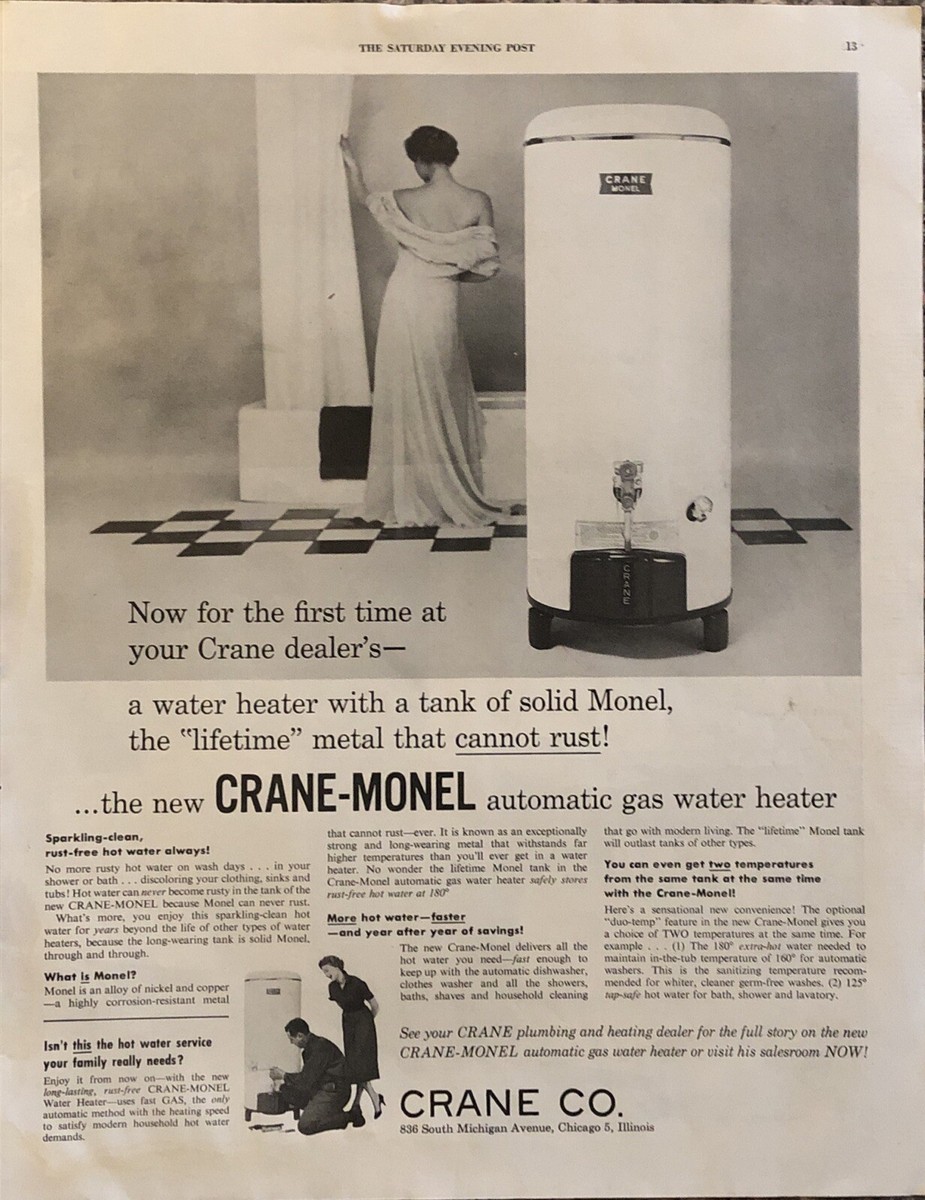 THE SATURDAY EVENING POST
13
CRANE
MONEL
CRANE
Now for the first time at
your Crane dealer's—
a water heater with a tank of solid Monel,
the "lifetime" metal that cannot rust!
...the new CRANE-MONEL automatic gas water heater
Sparkling-clean,
rust-free hot water always!
No more rusty hot water on wash days . . . in your
shower or bath . . . discoloring your clothing, sinks and
tubs! Hot water can never become rusty in the tank of the
new CRANE-MONEL because Monel can never rust.
What's more, you enjoy this sparkling-clean hot
water for years beyond the life of other types of water
heaters, because the long-wearing tank is solid Monel,
through and through.
What is Monel?
Monel is an alloy of nickel and copper
—a highly corrosion-resistant metal
that cannot rust—ever. It is known as an exceptionally
strong and long-wearing metal that withstands far
higher temperatures than you'll ever get in a water
heater. No wonder the lifetime Monel tank in the
Crane-Monel automatic gas water heater safely stores
rust-free hot water at 180°
More hot water—faster
—and year after year of savings!
The new Crane-Monel delivers all the
hot water you need—fast enough to
keep up with the automatic dishwasher,
clothes washer and all the showers,
baths, shaves and household cleaning
that go with modern living. The "lifetime" Monel tank
will outlast tanks of other types.
You can even get two temperatures
from the same tank at the same time
with the Crane-Monel!
Here's a sensational new convenience! The optional
"duo-temp" feature in the new Crane-Monel gives you
a choice of TWO temperatures at the same time. For
example . . . (1) The 180° extra-hot water needed to
maintain in-the-tub temperature of 160° for automatic
washers. This is the sanitizing temperature recom-
mended for whiter, cleaner germ-free washes. (2) 125°
tap-safe hot water for bath, shower and lavatory.
Isn't this the hot water service
your family really needs?
Enjoy it from now on—with the new
long-lasting, rust-free CRANE-MONEL
Water Heater—uses fast GAS, the only
automatic method with the heating speed
to satisfy modern household hot water
demands.
See your CRANE plumbing and heating dealer for the full story on the new
CRANE-MONEL automatic gas water heater or visit his salesroom NOW!
CRANE CO.
836 South Michigan Avenue, Chicago 5, Illinois